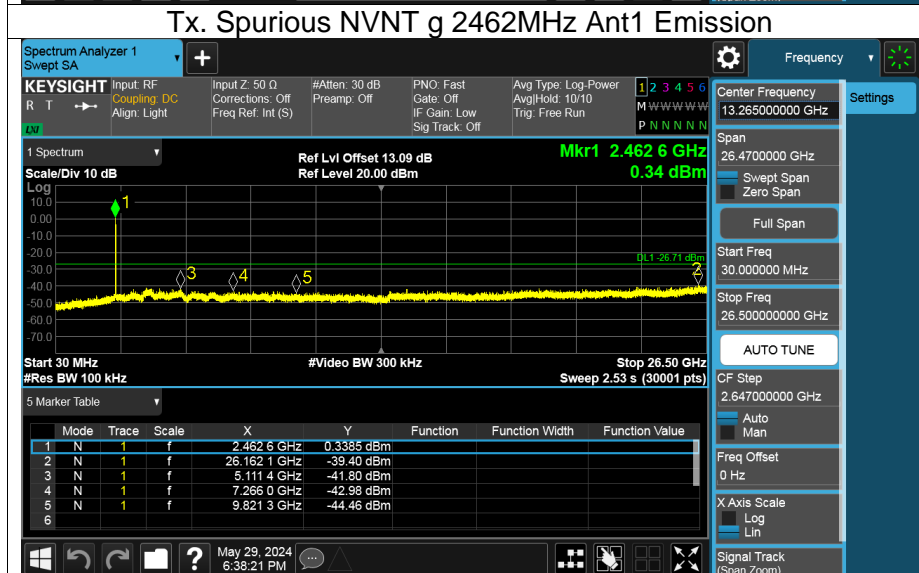 (Span Zoom)
Tx. Spurious NVNT g 2462MHz Ant1 Emission
Spectrum Analyzer 1
Swept SA
+
Frequency
KEYSIGHT
R T
LXI
Input: RF
Coupling: DC
Align: Light
Input Z: 50 Ω
Corrections: Off
Freq Ref: Int (S)
#Atten: 30 dB
Preamp: Off
PNO: Fast
Gate: Off
IF Gain: Low
Sig Track: Off
Avg Type: Log-Power
Avg|Hold: 10/10
Trig: Free Run
1 2 3 4 5 6
M W W W W W
P N N N N N
1 Spectrum
Scale/Div 10 dB
Ref Lvl Offset 13.09 dB
Ref Level 20.00 dBm
Mkr1 2.462 6 GHz
0.34 dBm
Log
10.0
0.00
-10.0
-20.0
-30.0
-40.0
-50.0
-60.0
-70.0
1
DL1 -26.71 dBm
3
4
5
2
Start 30 MHz
#Res BW 100 kHz
#Video BW 300 kHz
Stop 26.50 GHz
Sweep 2.53 s (30001 pts)
5 Marker Table
Mode Trace Scale X Y Function Function Width Function Value
1 N 1 f 2.462 6 GHz 0.3385 dBm
2 N 1 f 26.162 1 GHz -39.40 dBm
3 N 1 f 5.111 4 GHz -41.80 dBm
4 N 1 f 7.266 0 GHz -42.98 dBm
5 N 1 f 9.821 3 GHz -44.46 dBm
6
?
May 29, 2024
6:38:21 PM
Center Frequency
13.265000000 GHz
Settings
Span
26.4700000 GHz
Swept Span
Zero Span
Full Span
Start Freq
30.000000 MHz
Stop Freq
26.500000000 GHz
AUTO TUNE
CF Step
2.647000000 GHz
Auto
Man
Freq Offset
0 Hz
X Axis Scale
Log
Lin
Signal Track
(Span Zoom)